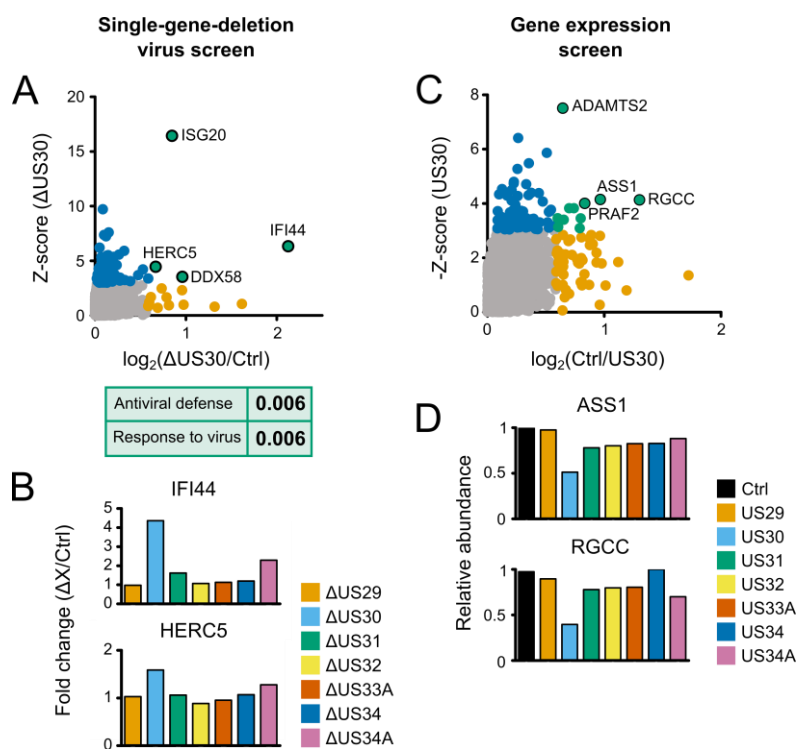 Single-gene-deletion
virus screen
Gene expression
screen
A
Z-score (ΔUS30)
20
15
10
5
0
ISG20
IFI44
HERC5
DDX58
0
1
2
log₂(ΔUS30/Ctrl)
Antiviral defense 0.006
Response to virus 0.006
C
-Z-score (US30)
8
6
4
2
0
ADAMTS2
ASS1
RGCC
PRAF2
0
1
2
log₂(Ctrl/US30)
B
Fold change (ΔX/Ctrl)
IFI44
5
4
3
2
1
0
HERC5
2
1
0
ΔUS29
ΔUS30
ΔUS31
ΔUS32
ΔUS33A
ΔUS34
ΔUS34A
D
Relative abundance
ASS1
1
0.5
0
RGCC
1
0.5
0
Ctrl
US29
US30
US31
US32
US33A
US34
US34A